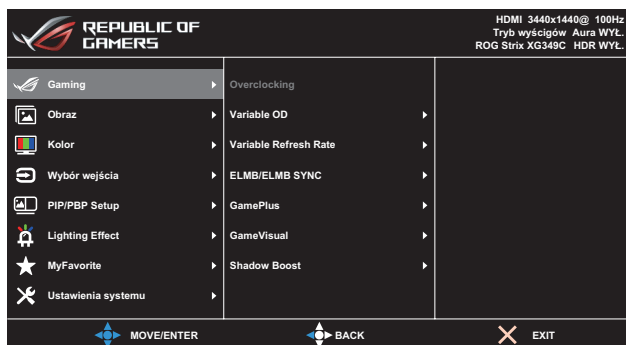 REPUBLIC OF
GAMERS
HDMI 3440x1440@ 100Hz
Tryb wyścigów Aura WYŁ.
ROG Strix XG349C HDR WYŁ.
Gaming
Obraz
Kolor
Wybór wejścia
PIP/PBP Setup
Lighting Effect
MyFavorite
Ustawienia systemu
Overclocking
Variable OD
Variable Refresh Rate
ELMB/ELMB SYNC
GamePlus
GameVisual
Shadow Boost
MOVE/ENTER
BACK
EXIT